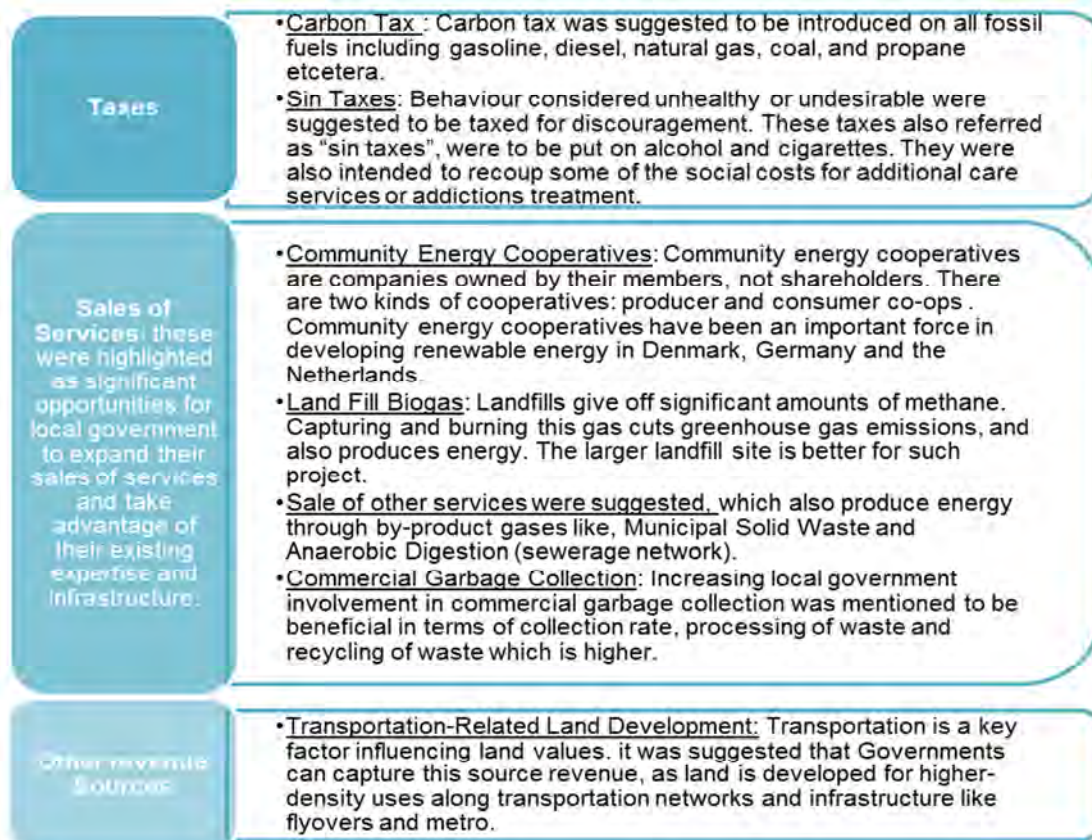 Taxes
•Carbon Tax : Carbon tax was suggested to be introduced on all fossil
fuels including gasoline, diesel, natural gas, coal, and propane
etcetera.
•Sin Taxes: Behaviour considered unhealthy or undesirable were
suggested to be taxed for discouragement. These taxes also referred
as “sin taxes”, were to be put on alcohol and cigarettes. They were
also intended to recoup some of the social costs for additional care
services or addictions treatment.
Sales of
Services: these
were highlighted
as significant
opportunities for
local government
to expand their
sales of services
and take
advantage of
their existing
expertise and
infrastructure.
•Community Energy Cooperatives: Community energy cooperatives
are companies owned by their members, not shareholders. There
are two kinds of cooperatives: producer and consumer co-ops .
Community energy cooperatives have been an important force in
developing renewable energy in Denmark, Germany and the
Netherlands.
•Land Fill Biogas: Landfills give off significant amounts of methane.
Capturing and burning this gas cuts greenhouse gas emissions, and
also produces energy. The larger landfill site is better for such
project.
•Sale of other services were suggested, which also produce energy
through by-product gases like, Municipal Solid Waste and
Anaerobic Digestion (sewerage network).
•Commercial Garbage Collection: Increasing local government
involvement in commercial garbage collection was mentioned to be
beneficial in terms of collection rate, processing of waste and
recycling of waste which is higher.
Other Revenue
Sources
•Transportation-Related Land Development: Transportation is a key
factor influencing land values. it was suggested that Governments
can capture this source revenue, as land is developed for higher-
density uses along transportation networks and infrastructure like
flyovers and metro.